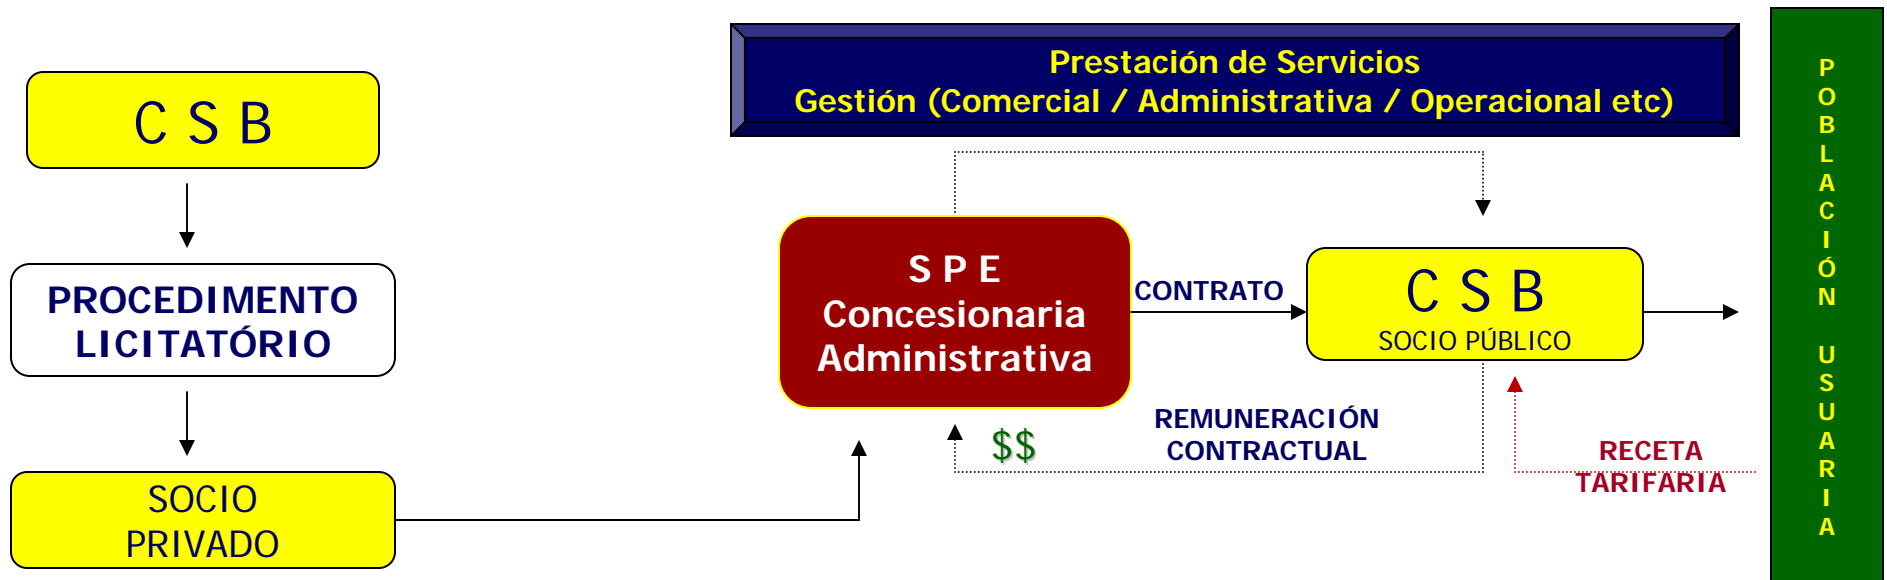 C S B
PROCEDIMENTO
LICITATÓRIO
SOCIO
PRIVADO
Prestación de Servicios
Gestión (Comercial / Administrativa / Operacional etc)
S P E
Concesionaria
Administrativa
CONTRATO
C S B
SOCIO PÚBLICO
$$
REMUNERACIÓN
CONTRACTUAL
RECETA
TARIFARIA
POBLACIÓN USUARIA